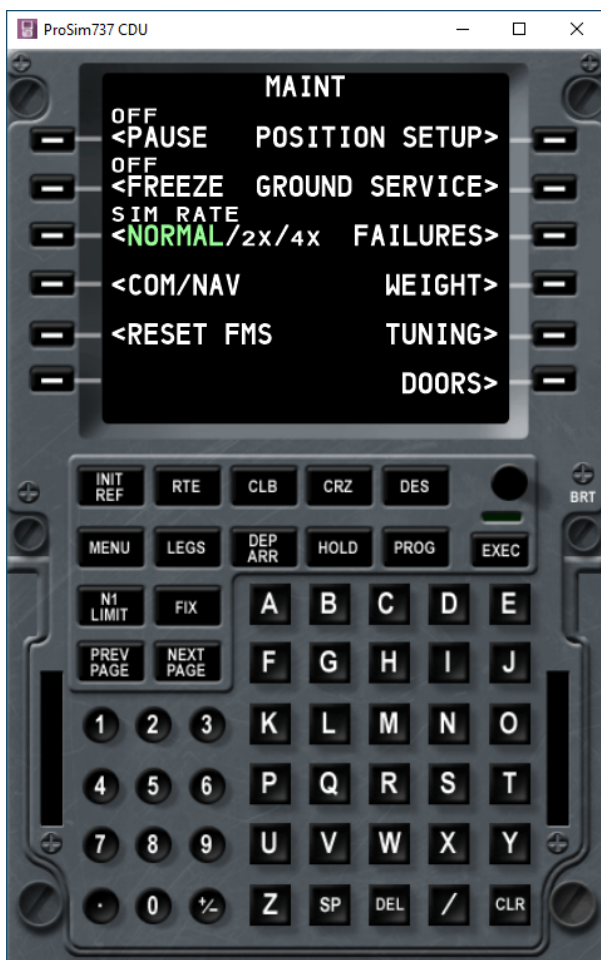 ProSim737 CDU
MAINT
OFF
<PAUSE POSITION SETUP>
OFF
<FREEZE GROUND SERVICE>
SIM RATE
<NORMAL/2X/4X FAILURES>
<COM/NAV WEIGHT>
<RESET FMS TUNING>
DOORS>
INIT REF RTE CLB CRZ DES
BRT
MENU LEGS DEP ARR HOLD PROG EXEC
N1 LIMIT FIX A B C D E
PREV PAGE NEXT PAGE F G H I J
1 2 3 K L M N O
4 5 6 P Q R S T
7 8 9 U V W X Y
. 0 +/- Z SP DEL / CLR